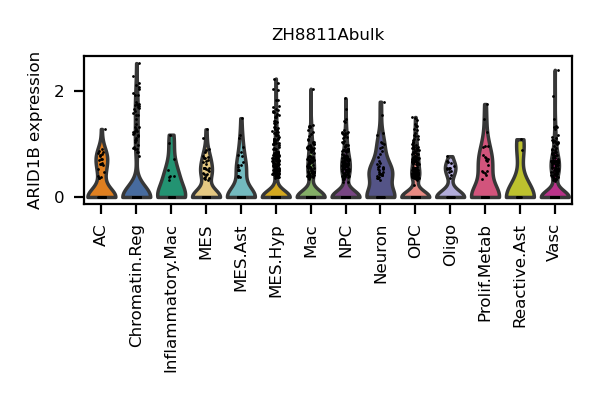 ZH8811Abulk
ARID1B expression
2
0
AC
Chromatin.Reg
Inflammatory.Mac
MES
MES.Ast
MES.Hyp
Mac
NPC
Neuron
OPC
Oligo
Prolif.Metab
Reactive.Ast
Vasc